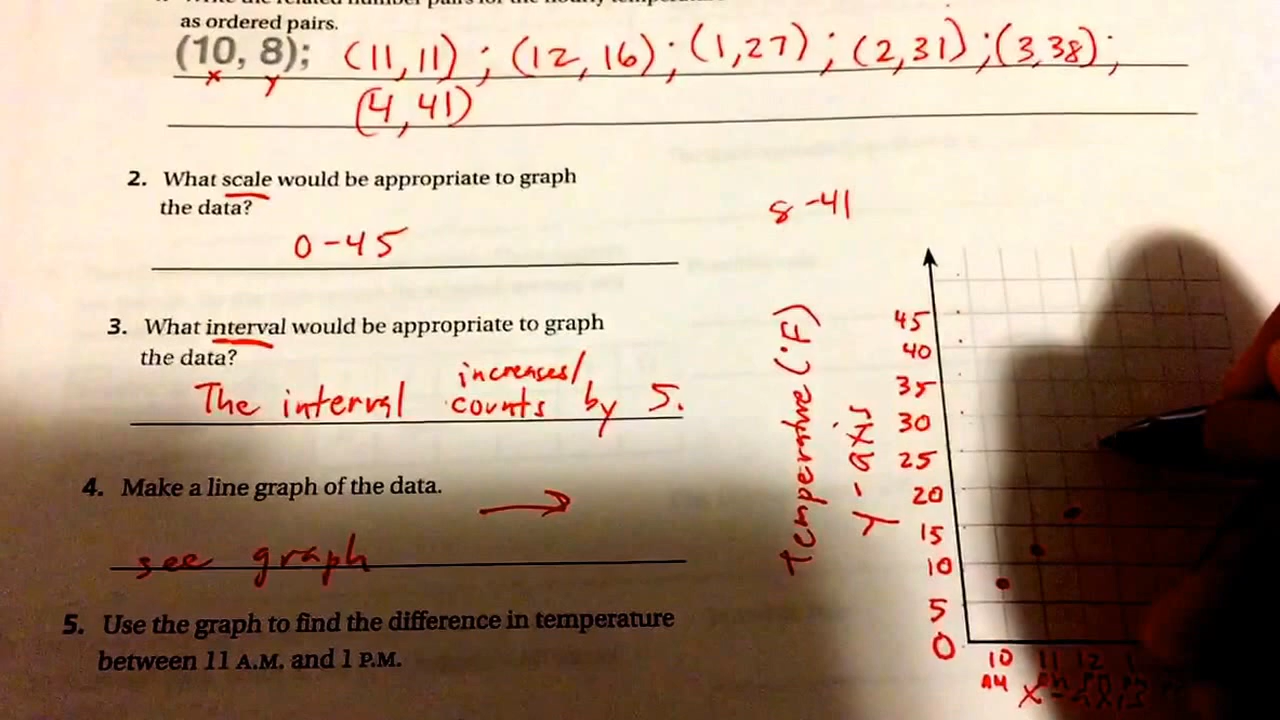 as ordered pairs.
(10, 8); (11, 11) ; (12, 16) ; (1, 27) ; (2, 31) ; (3, 38) ;
x y
(4, 41)
2. What scale would be appropriate to graph
the data?
0-45
8-41
3. What interval would be appropriate to graph
the data?
increases/
The interval counts by 5.
4. Make a line graph of the data.
see graph
5. Use the graph to find the difference in temperature
between 11 A.M. and 1 P.M.
y-axis
45
40
35
30
25
20
15
10
5
0
10 11 12 1
AM
x-axis